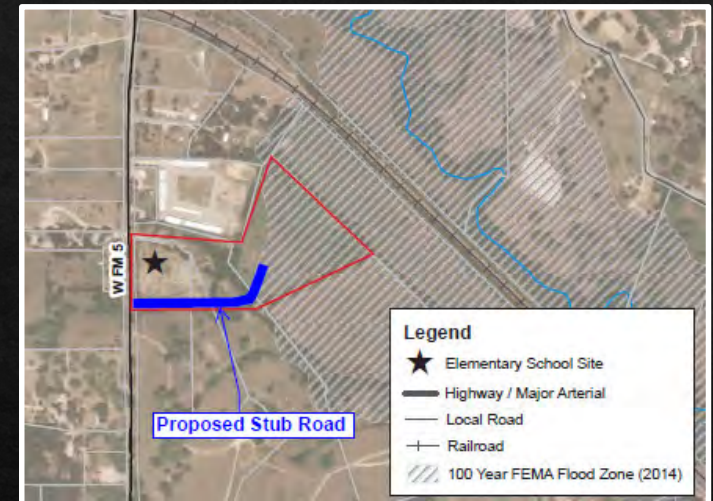 W FM 5
Proposed Stub Road
Legend
Elementary School Site
Highway / Major Arterial
Local Road
Railroad
100 Year FEMA Flood Zone (2014)